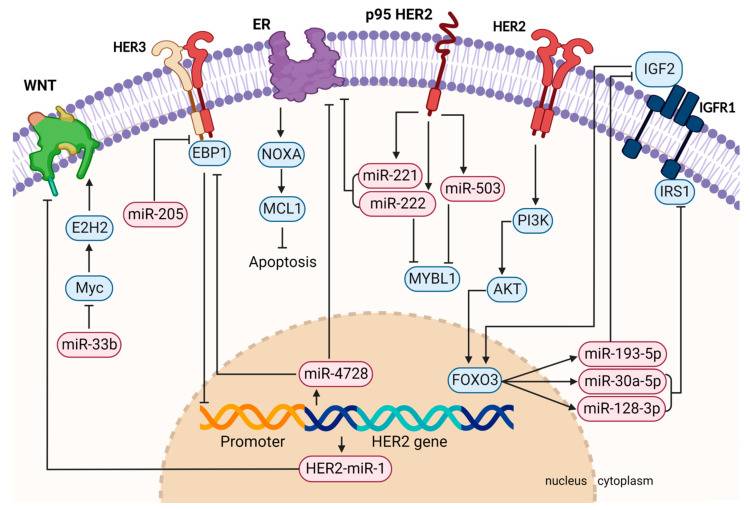 p95 HER2
ER
HER2
HER3
IGF2
WNT
IGFR1
EBP1
NOXA
miR-221
miR-503
IRS1
miR-222
miR-205
MCL1
PI3K
E2H2
Apoptosis
MYBL1
Myc
AKT
miR-33b
miR-193-5p
miR-4728
FOXO3
miR-30a-5p
miR-128-3p
Promoter
HER2 gene
HER2-miR-1
nucleus
cytoplasm